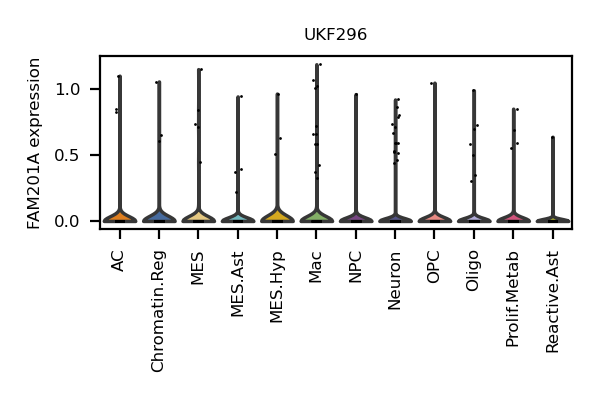 UKF296
FAM201A expression
1.0
0.5
0.0
AC
Chromatin.Reg
MES
MES.Ast
MES.Hyp
Mac
NPC
Neuron
OPC
Oligo
Prolif.Metab
Reactive.Ast